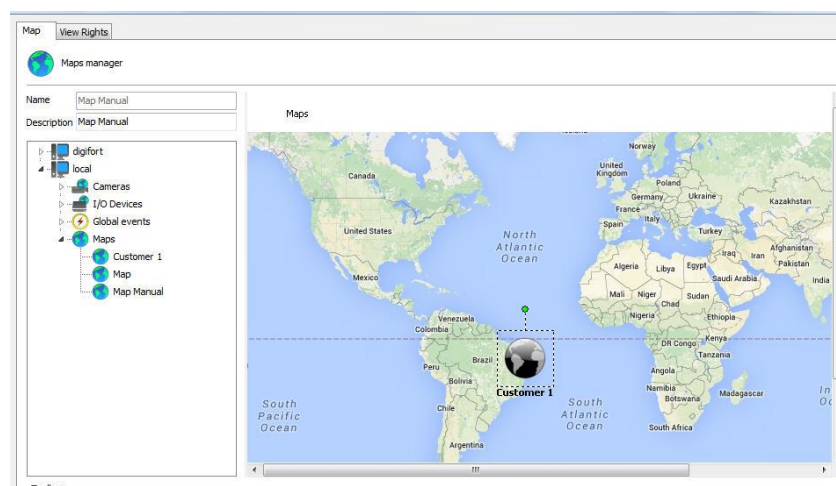 Map View Rights
Maps manager
Name Map Manual
Description Map Manual
digifort
local
Cameras
I/O Devices
Global events
Maps
Customer 1
Map
Map Manual
Maps
Norway
Canada
United
Kingdom
Poland
Germany
Ukraine
Kazakhstan
France
Italy
Spain
Turkey
United States
North
Atlantic
Ocean
Afghanistan
Iraq
Iran
Pakistan
Algeria
Libya
Egypt
Saudi Arabia
India
Mexico
Mali
Niger
Chad
Sudan
Nigeria
Ethiopia
Venezuela
Colombia
DR Congo
Kenya
Tanzania
Brazil
Peru
Bolivia
Angola
Customer 1
Namibia
Botswana
Madagascar
Chile
South
Pacific
Ocean
South
Atlantic
Ocean
South Africa
Argentina